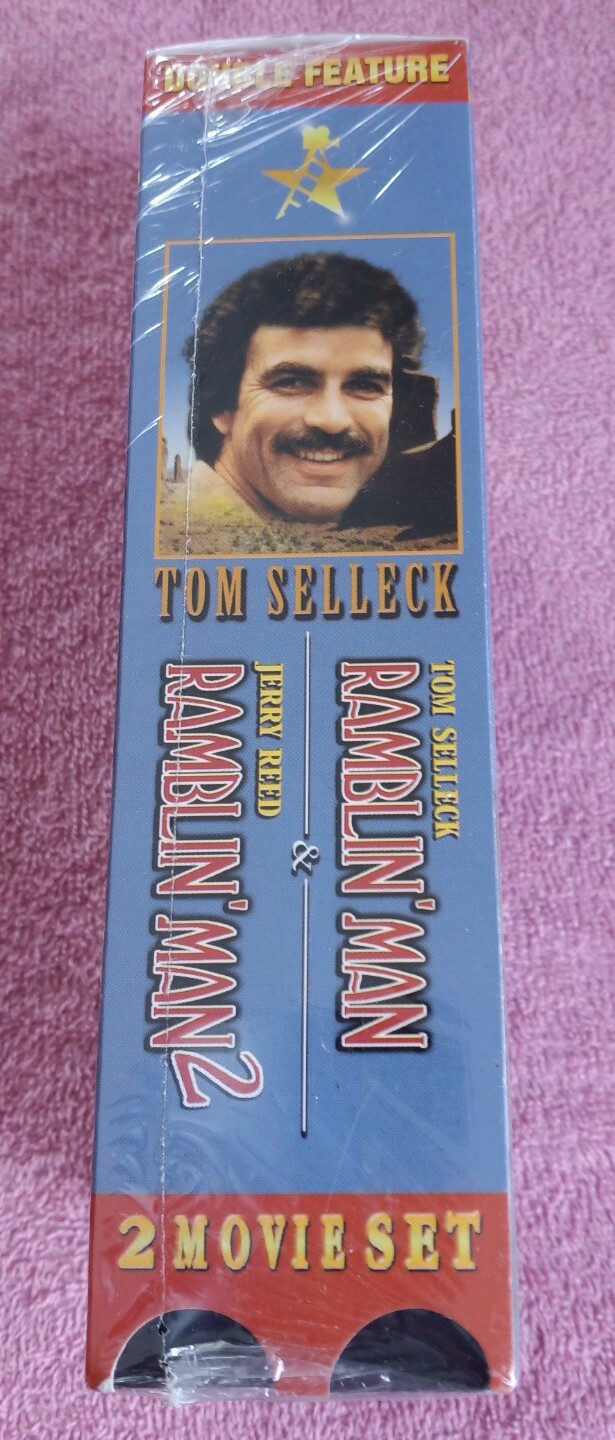 DOUBLE FEATURE
TOM SELLECK
TOM SELLECK
RAMBLIN' MAN
&
JERRY REED
RAMBLIN' MAN 2
2 MOVIE SET